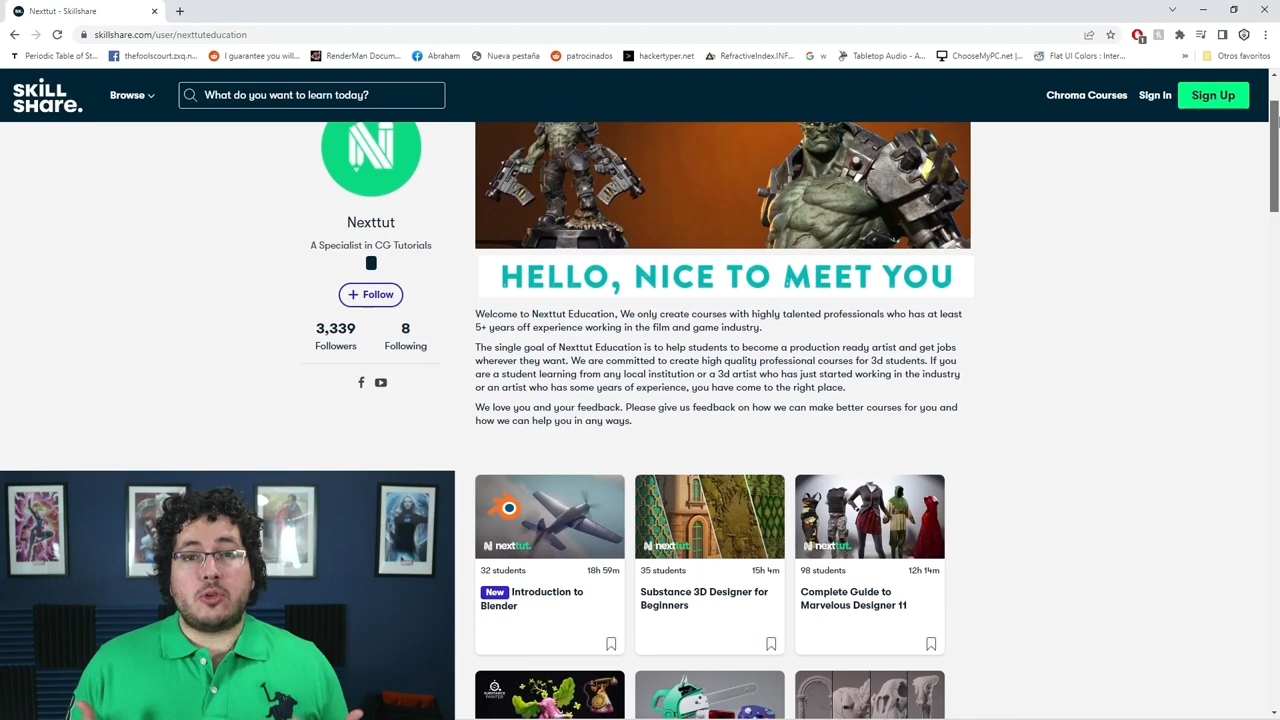 Nexttut - Skillshare
skillshare.com/user/nexttuteducation
Periodic Table of St...
thefoolscourt.zxq.n...
I guarantee you will...
RenderMan Docum...
Abraham
Nueva pestaña
patrocinados
hackertyper.net
RefractiveIndex.INF...
w
Tabletop Audio - A...
ChooseMyPC.net |...
Flat UI Colors : Inter...
»
Otros favoritos
SKILL
SHARE.
Browse
What do you want to learn today?
Chroma Courses
Sign In
Sign Up
N
Nexttut
A Specialist in CG Tutorials
+ Follow
3,339
Followers
8
Following
HELLO, NICE TO MEET YOU
Welcome to Nexttut Education, We only create courses with highly talented professionals who has at least
5+ years off experience working in the film and game industry.
The single goal of Nexttut Education is to help students to become a production ready artist and get jobs
wherever they want. We are committed to create high quality professional courses for 3d students. If you
are a student learning from any local institution or a 3d artist who has just started working in the industry
or an artist who has some years of experience, you have come to the right place.
We love you and your feedback. Please give us feedback on how we can make better courses for you and
how we can help you in any ways.
nexttut.
32 students
18h 59m
New Introduction to
Blender
nexttut.
35 students
15h 4m
Substance 3D Designer for
Beginners
nexttut.
98 students
12h 14m
Complete Guide to
Marvelous Designer 11
SUBSTANCE
PAINTER